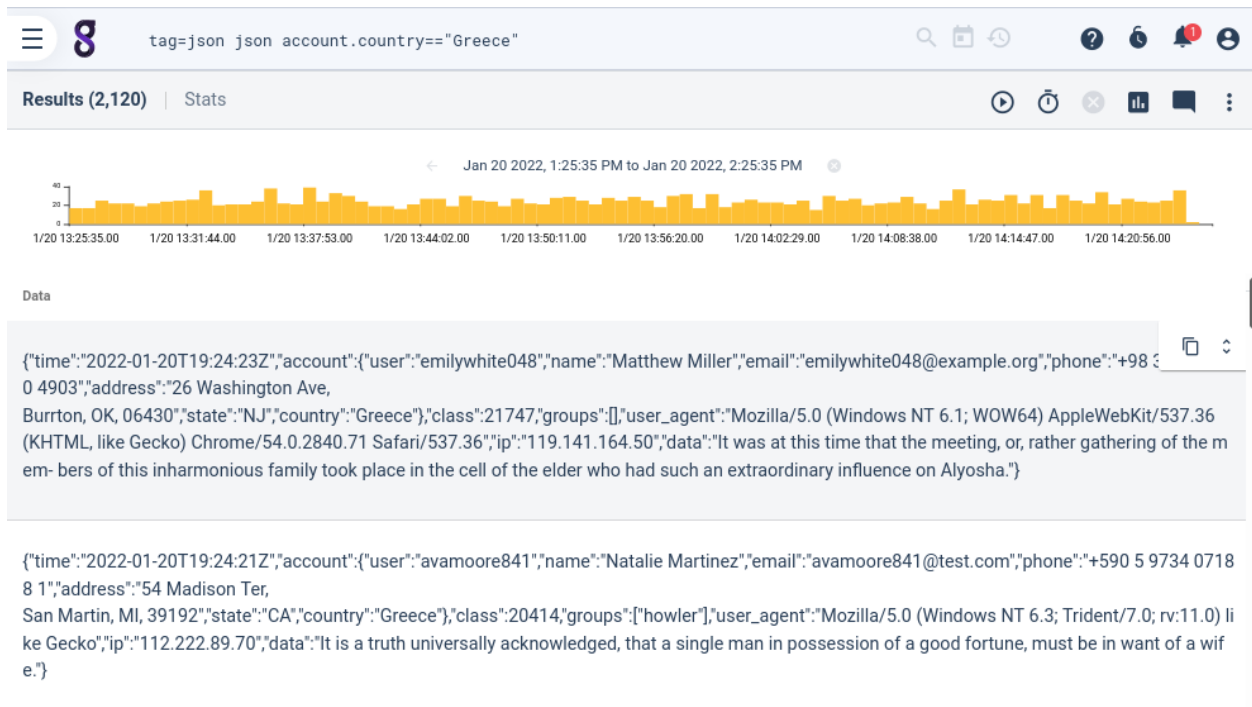 tag=json json account.country=="Greece"
1
Results (2,120) | Stats
Jan 20 2022, 1:25:35 PM to Jan 20 2022, 2:25:35 PM
40
20
0
1/20 13:25:35.00 1/20 13:31:44.00 1/20 13:37:53.00 1/20 13:44:02.00 1/20 13:50:11.00 1/20 13:56:20.00 1/20 14:02:29.00 1/20 14:08:38.00 1/20 14:14:47.00 1/20 14:20:56.00
Data
{"time":"2022-01-20T19:24:23Z","account":{"user":"emilywhite048","name":"Matthew Miller","email":"emilywhite048@example.org","phone":"+98 3
0 4903","address":"26 Washington Ave,
Burrton, OK, 06430","state":"NJ","country":"Greece"},"class":21747,"groups":[],"user_agent":"Mozilla/5.0 (Windows NT 6.1; WOW64) AppleWebKit/537.36
(KHTML, like Gecko) Chrome/54.0.2840.71 Safari/537.36","ip":"119.141.164.50","data":"It was at this time that the meeting, or, rather gathering of the m
em- bers of this inharmonious family took place in the cell of the elder who had such an extraordinary influence on Alyosha."}
{"time":"2022-01-20T19:24:21Z","account":{"user":"avamoore841","name":"Natalie Martinez","email":"avamoore841@test.com","phone":"+590 5 9734 0718
8 1","address":"54 Madison Ter,
San Martin, MI, 39192","state":"CA","country":"Greece"},"class":20414,"groups":["howler"],"user_agent":"Mozilla/5.0 (Windows NT 6.3; Trident/7.0; rv:11.0) li
ke Gecko","ip":"112.222.89.70","data":"It is a truth universally acknowledged, that a single man in possession of a good fortune, must be in want of a wif
e."}